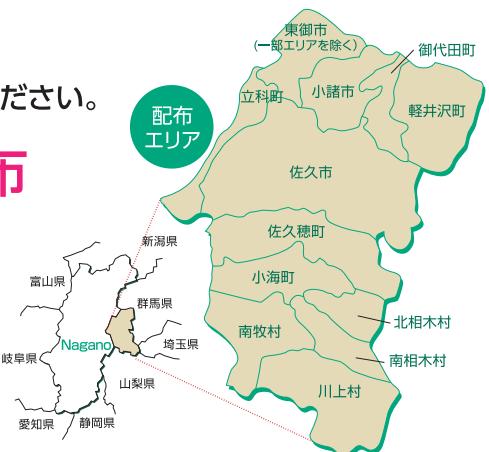 ださい。
市
配布
エリア
東御市
(一部エリアを除く)
御代田町
小諸市
立科町
軽井沢町
佐久市
佐久穂町
小海町
北相木村
南牧村
南相木村
川上村
新潟県
富山県
群馬県
Nagano
埼玉県
岐阜県
山梨県
愛知県
静岡県